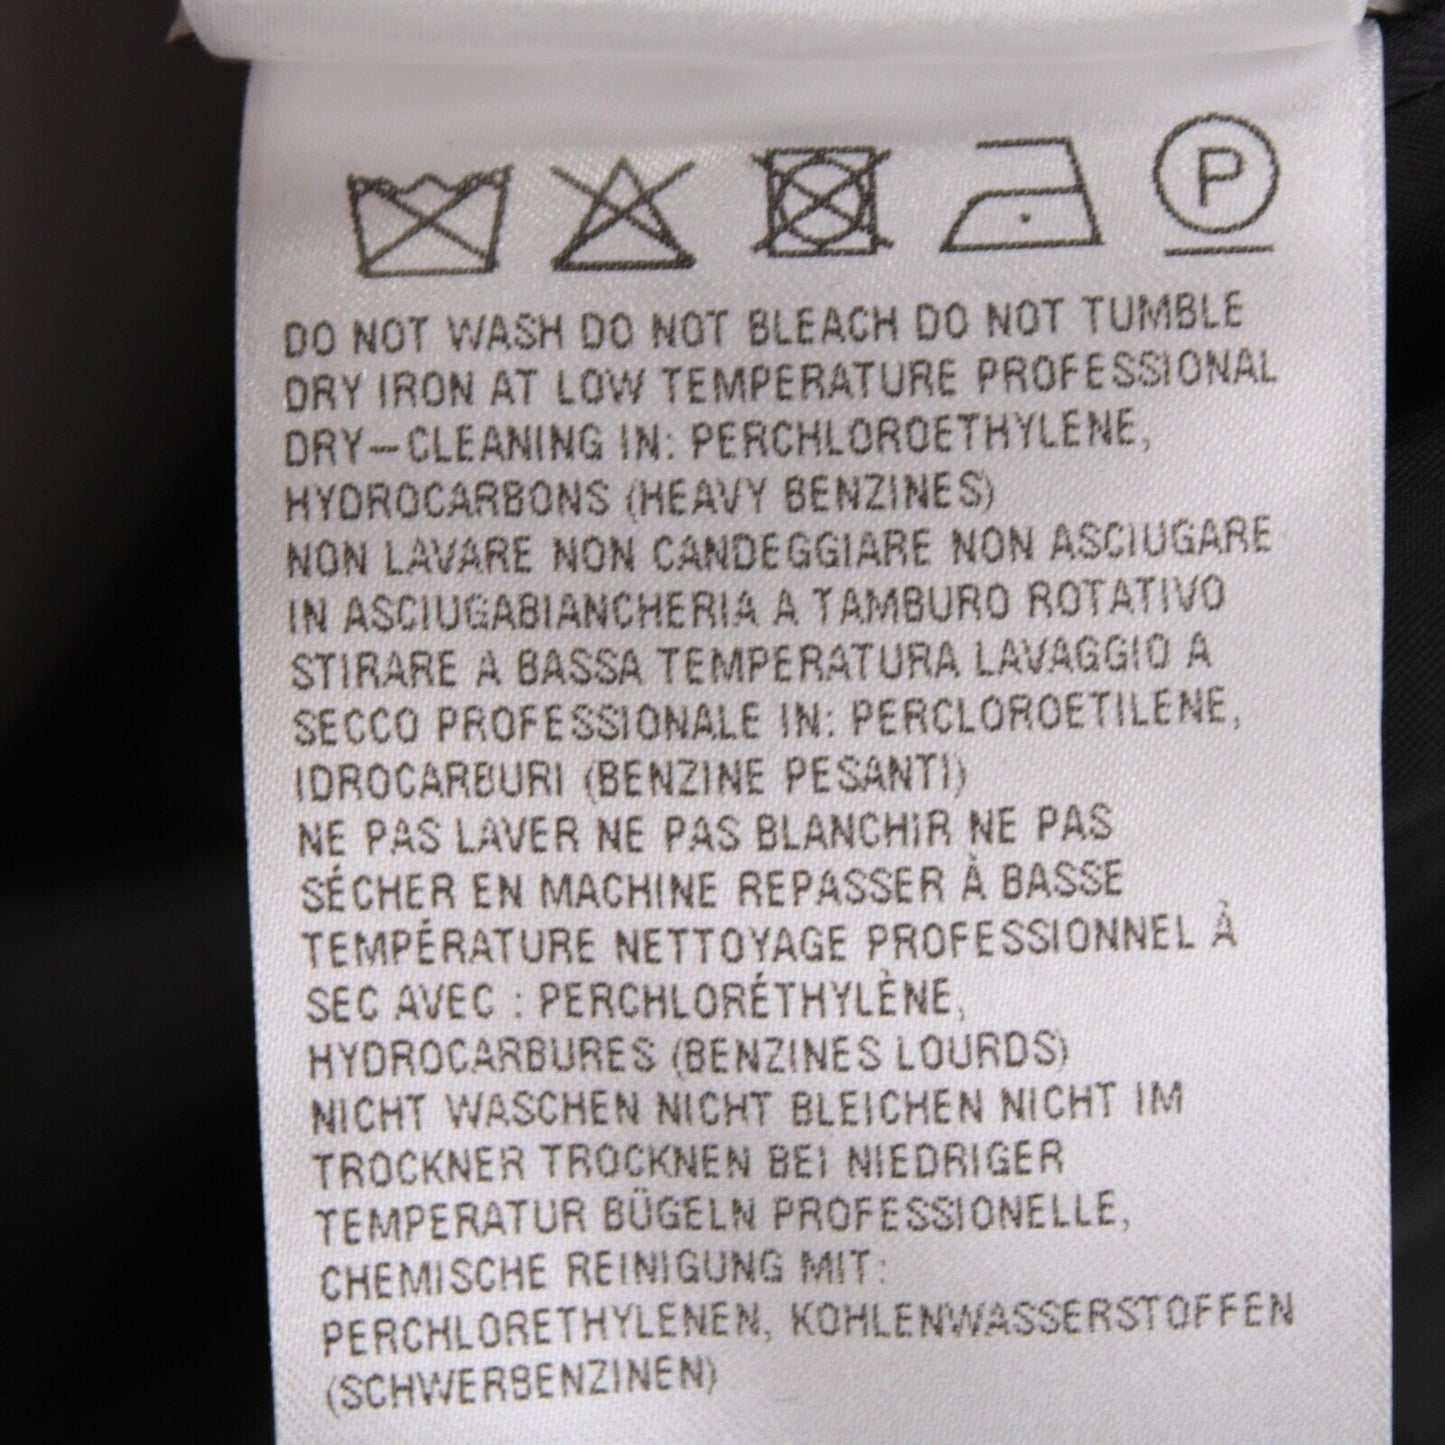 P
DO NOT WASH DO NOT BLEACH DO NOT TUMBLE
DRY IRON AT LOW TEMPERATURE PROFESSIONAL
DRY-CLEANING IN: PERCHLOROETHYLENE,
HYDROCARBONS (HEAVY BENZINES)
NON LAVARE NON CANDEGGIARE NON ASCIUGARE
IN ASCIUGABIANCHERIA A TAMBURO ROTATIVO
STIRARE A BASSA TEMPERATURA LAVAGGIO A
SECCO PROFESSIONALE IN: PERCLOROETILENE,
IDROCARBURI (BENZINE PESANTI)
NE PAS LAVER NE PAS BLANCHIR NE PAS
SÉCHER EN MACHINE REPASSER À BASSE
TEMPÉRATURE NETTOYAGE PROFESSIONNEL À
SEC AVEC : PERCHLORÉTHYLÈNE,
HYDROCARBURES (BENZINES LOURDS)
NICHT WASCHEN NICHT BLEICHEN NICHT IM
TROCKNER TROCKNEN BEI NIEDRIGER
TEMPERATUR BÜGELN PROFESSIONELLE,
CHEMISCHE REINIGUNG MIT:
PERCHLORETHYLENEN, KOHLENWASSERSTOFFEN
(SCHWERBENZINEN)